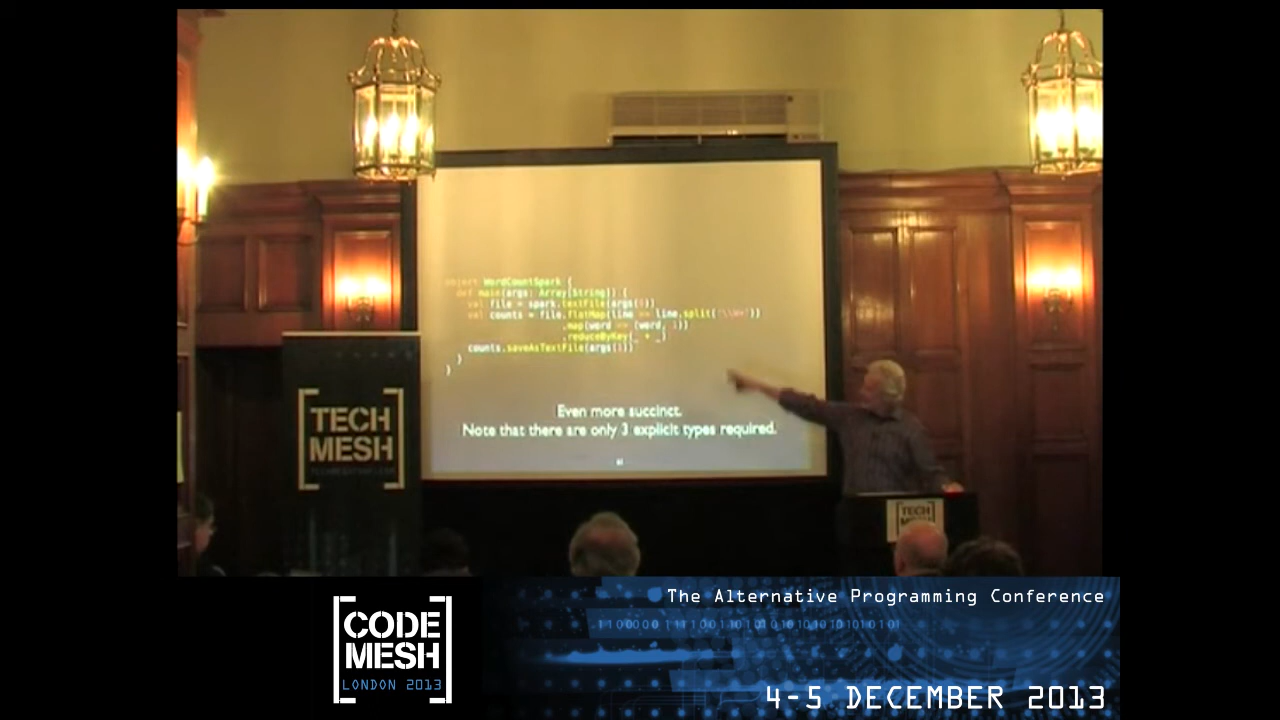 object WordCountSpark {
def main(args: Array[String]) {
val file = spark.textFile(args(0))
val counts = file.flatMap(line => line.split("\\W+"))
.map(word => (word, 1))
.reduceByKey(_ + _)
counts.saveAsTextFile(args(1))
}
}
Even more succinct.
Note that there are only 3 explicit types required.
TECH
MESH
TECH
MESH
The Alternative Programming Conference
CODE
MESH
LONDON 2013
4-5 DECEMBER 2013